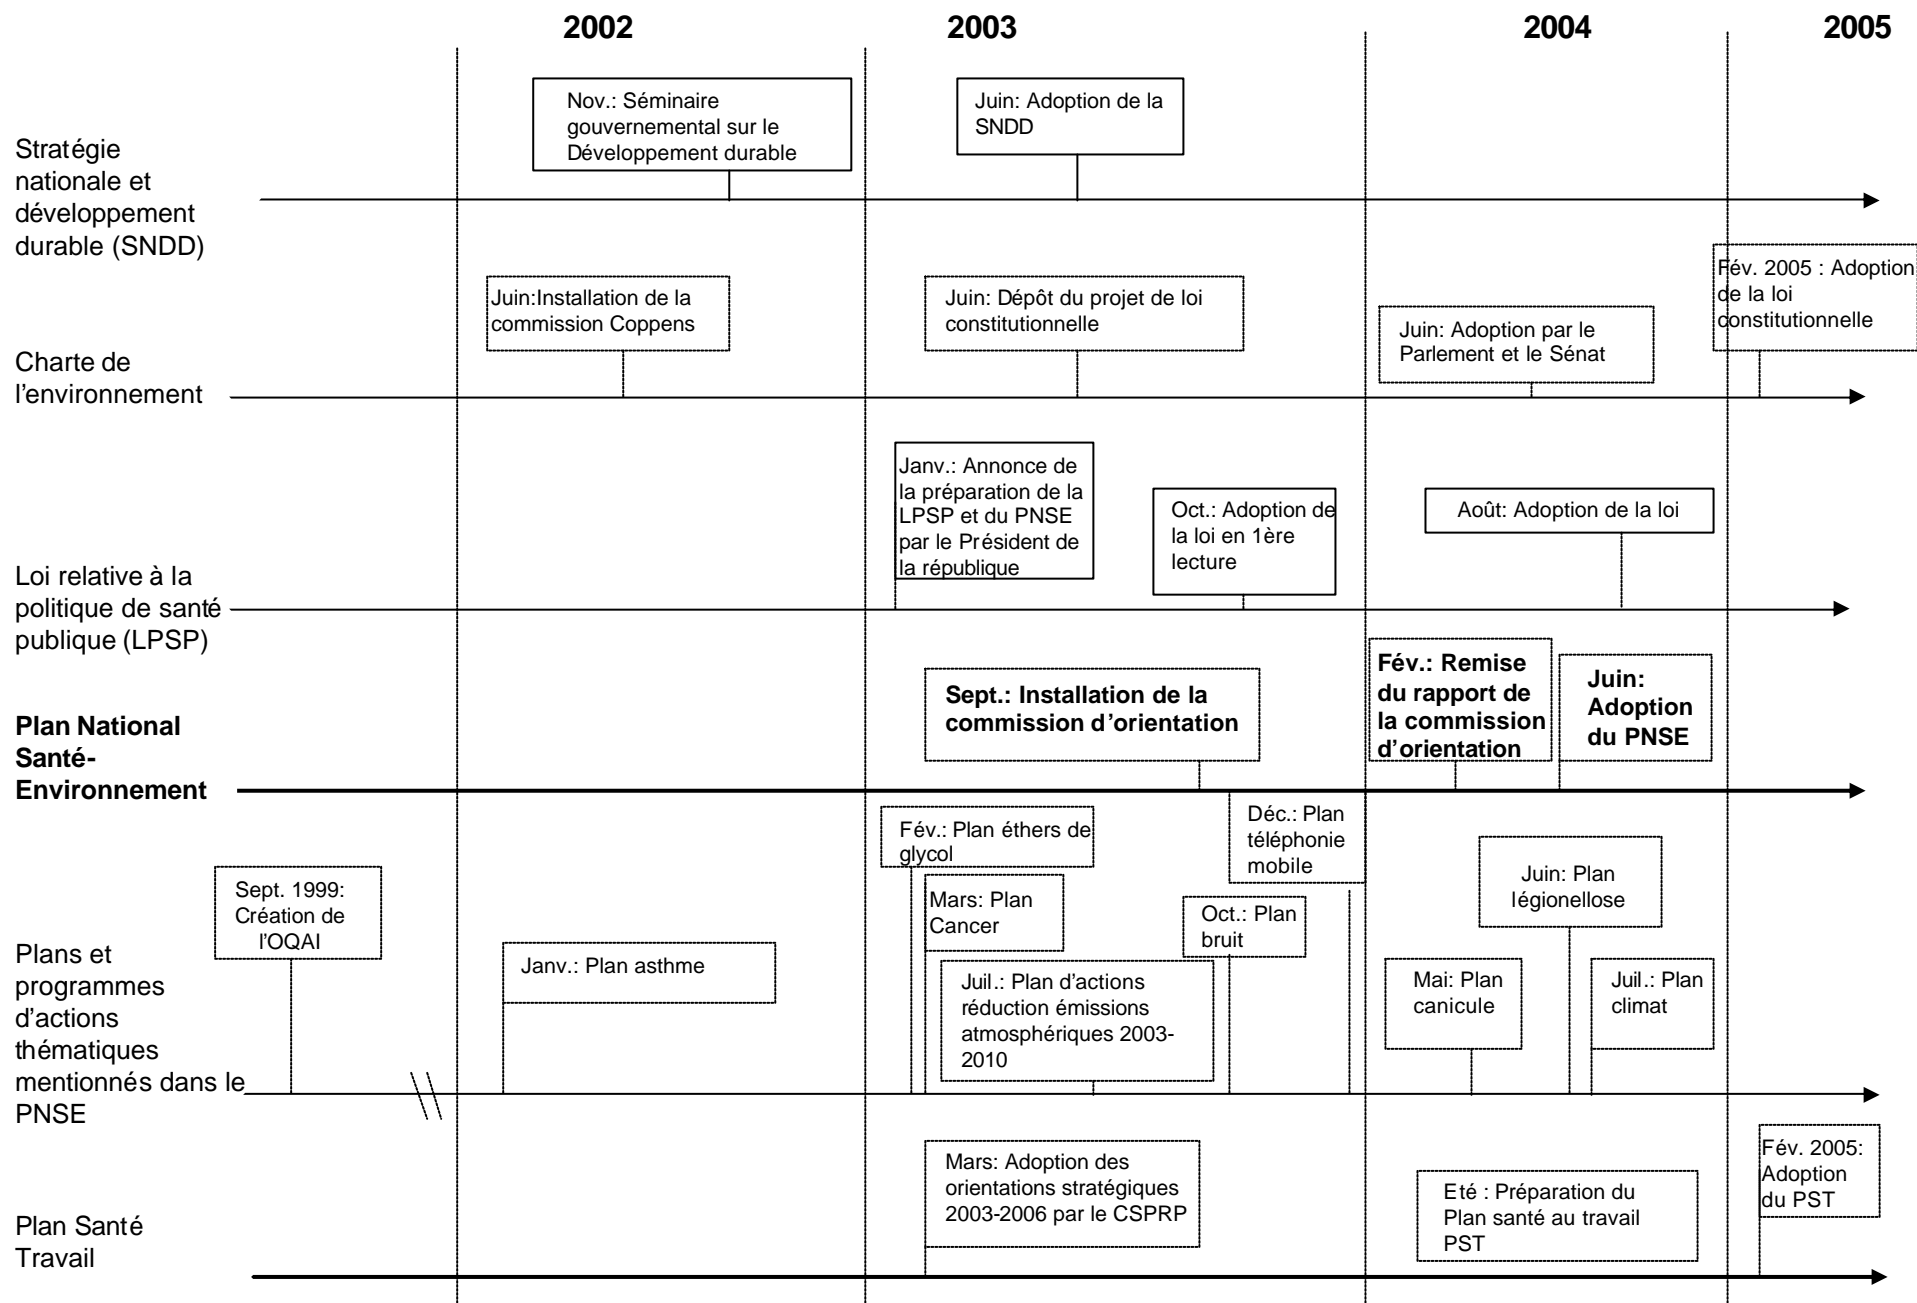 2002
2003
2004
2005
Stratégie
nationale et
développement
durable (SNDD)
Nov.: Séminaire
gouvernemental sur le
Développement durable
Juin: Adoption de la
SNDD
Charte de
l'environnement
Juin:Installation de la
commission Coppens
Juin: Dépôt du projet de loi
constitutionnelle
Juin: Adoption par le
Parlement et le Sénat
Fév. 2005 : Adoption
de la loi
constitutionnelle
Loi relative à la
politique de santé
publique (LPSP)
Janv.: Annonce de
la préparation de la
LPSP et du PNSE
par le Président de
la république
Oct.: Adoption de
la loi en 1ère
lecture
Août: Adoption de la loi
Plan National
Santé-
Environnement
Sept.: Installation de la
commission d'orientation
Fév.: Remise
du rapport de
la commission
d'orientation
Juin:
Adoption
du PNSE
Plans et
programmes
d'actions
thématiques
mentionnés dans le
PNSE
Sept. 1999:
Création de
l'OQAI
Janv.: Plan asthme
Fév.: Plan éthers de
glycol
Mars: Plan
Cancer
Juil.: Plan d'actions
réduction émissions
atmosphériques 2003-
2010
Oct.: Plan
bruit
Déc.: Plan
téléphonie
mobile
Mai: Plan
canicule
Juin: Plan
légionellose
Juil.: Plan
climat
Plan Santé
Travail
Mars: Adoption des
orientations stratégiques
2003-2006 par le CSPRP
Eté : Préparation du
Plan santé au travail
PST
Fév. 2005:
Adoption
du PST